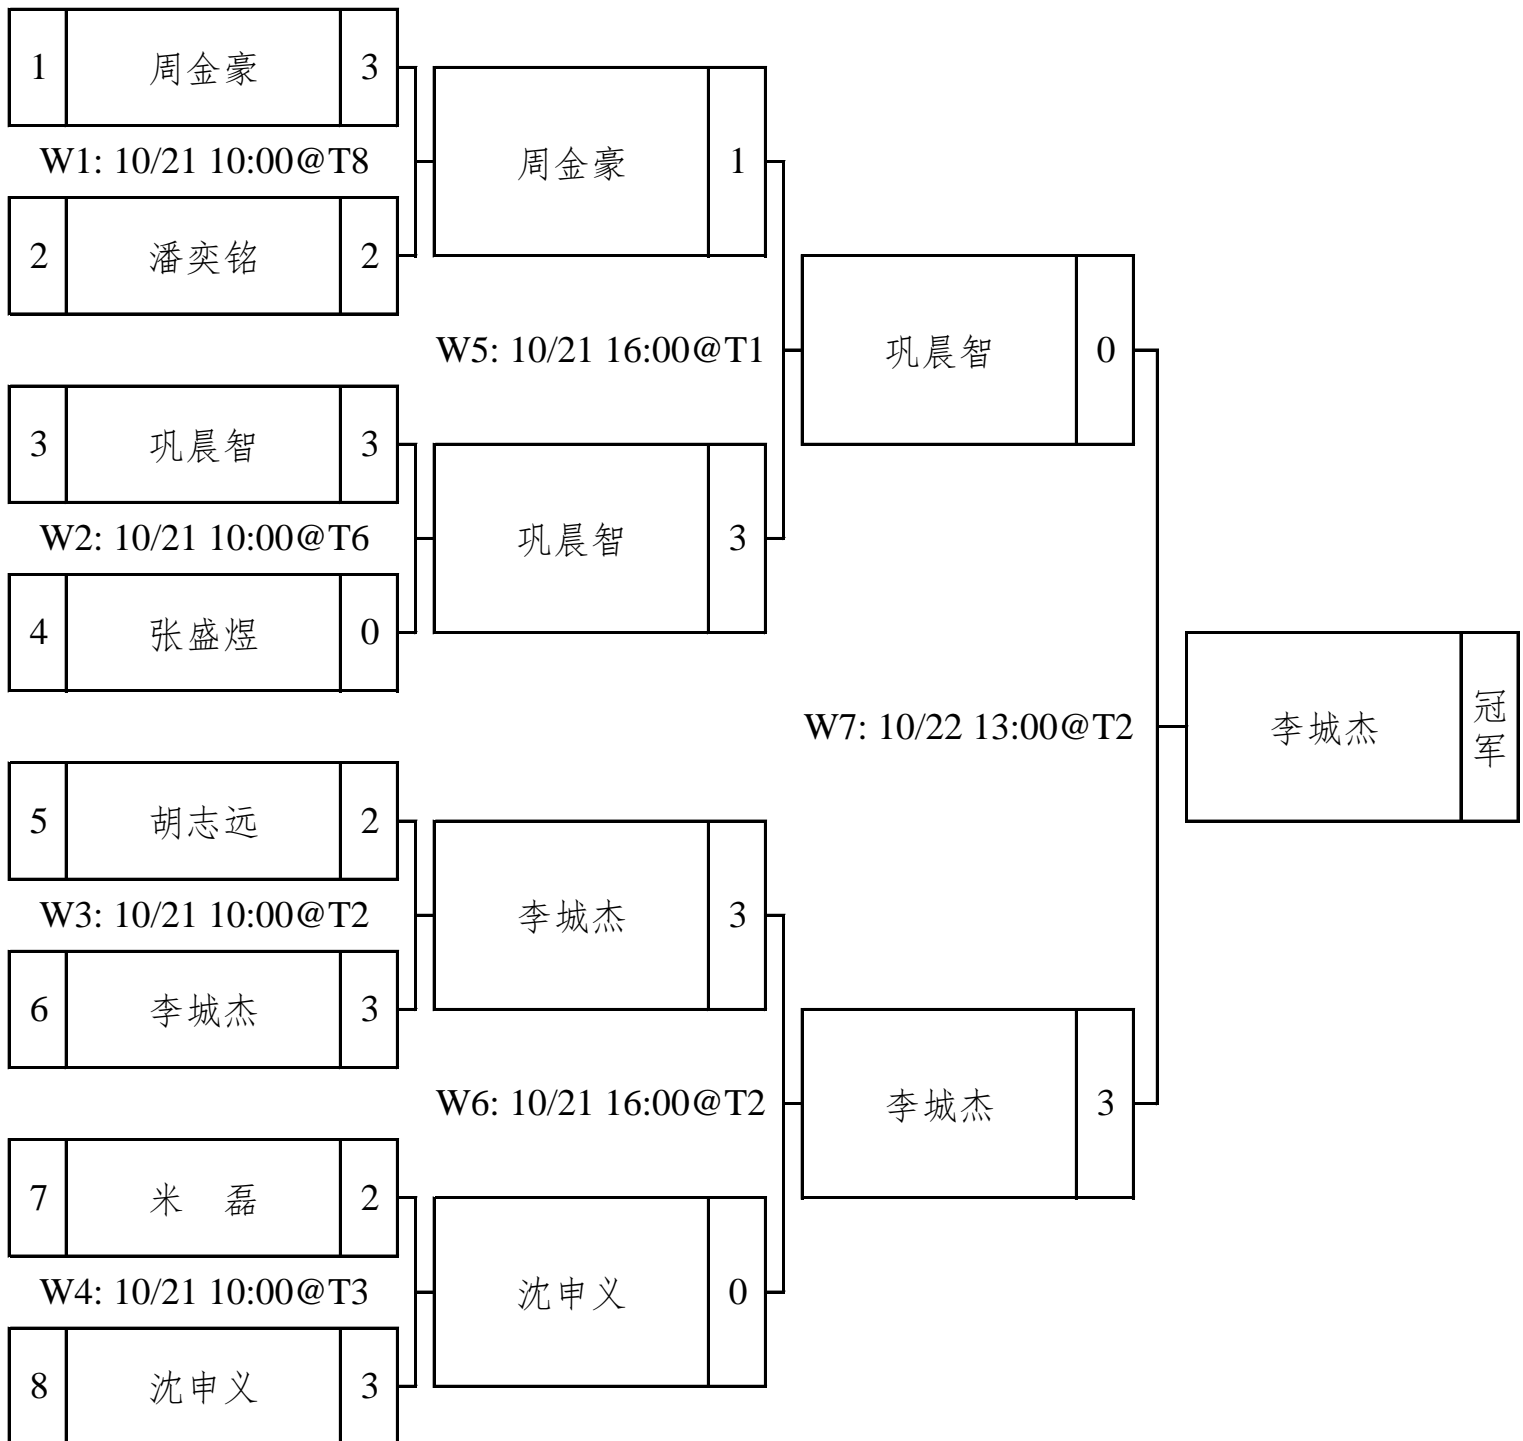 1 周金豪 3
W1: 10/21 10:00@T8
2 潘奕铭 2
周金豪 1
W5: 10/21 16:00@T1
3 巩晨智 3
W2: 10/21 10:00@T6
4 张盛煜 0
巩晨智 3
巩晨智 0
W7: 10/22 13:00@T2
李城杰 冠军
5 胡志远 2
W3: 10/21 10:00@T2
6 李城杰 3
李城杰 3
W6: 10/21 16:00@T2
李城杰 3
7 米　磊 2
W4: 10/21 10:00@T3
8 沈申义 3
沈申义 0